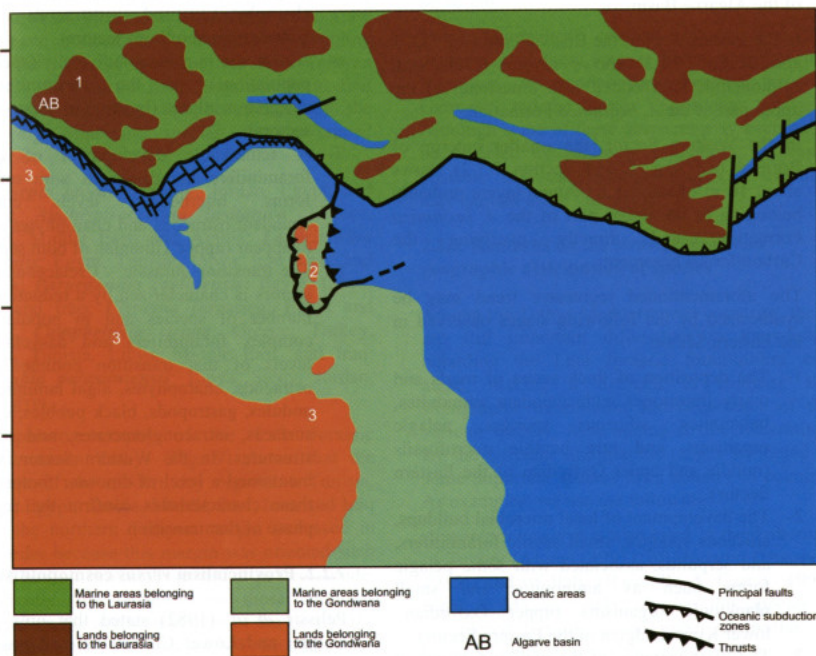 1
AB
3
2
3
3
Marine areas belonging
to the Laurasia
Marine areas belonging
to the Gondwana
Oceanic areas
Principal faults
Oceanic subduction
zones
Lands belonging
to the Laurasia
Lands belonging
to the Gondwana
AB
Algarve basin
Thrusts